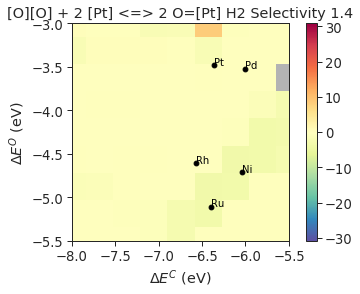 [O][O] + 2 [Pt] <=> 2 O=[Pt] H2 Selectivity 1.4
−3.0
−3.5
−4.0
−4.5
−5.0
−5.5
ΔE^O (eV)
Pt
Pd
Rh
Ni
Ru
−8.0 −7.5 −7.0 −6.5 −6.0 −5.5
ΔE^C (eV)
30
20
10
0
−10
−20
−30